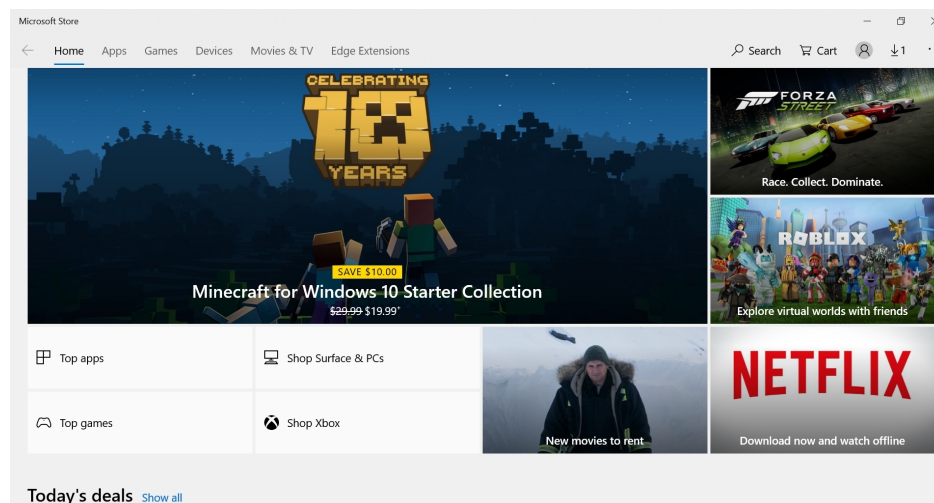 Microsoft Store
Home Apps Games Devices Movies & TV Edge Extensions Search Cart 1
CELEBRATING
10
YEARS
SAVE $10.00
Minecraft for Windows 10 Starter Collection
$29.99 $19.99*
FORZA
STREET
Race. Collect. Dominate.
ROBLOX
Explore virtual worlds with friends
Top apps
Shop Surface & PCs
Top games
Shop Xbox
New movies to rent
NETFLIX
Download now and watch offline
Today's deals Show all